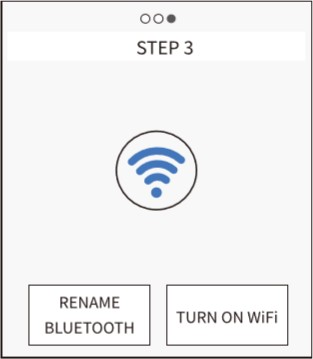 STEP 3
RENAME
BLUETOOTH
TURN ON WiFi